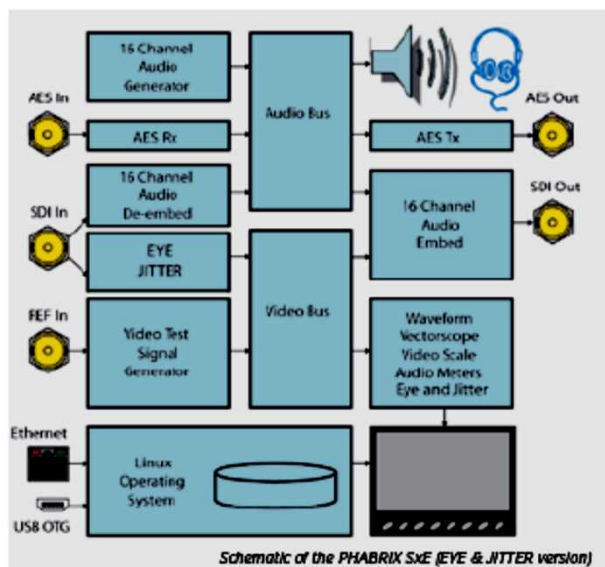 16 Channel
Audio
Generator
AES In
AES Rx
Audio Bus
AES Out
AES Tx
16 Channel
Audio
De-embed
SDI In
EYE
JITTER
16 Channel
Audio
Embed
SDI Out
REF In
Video Test
Signal
Generator
Video Bus
Waveform
Vectorscope
Video Scale
Audio Meters
Eye and Jitter
Ethernet
Linux
Operating
System
USB OTG
Schematic of the PHABRIX SxE (EYE & JITTER version)